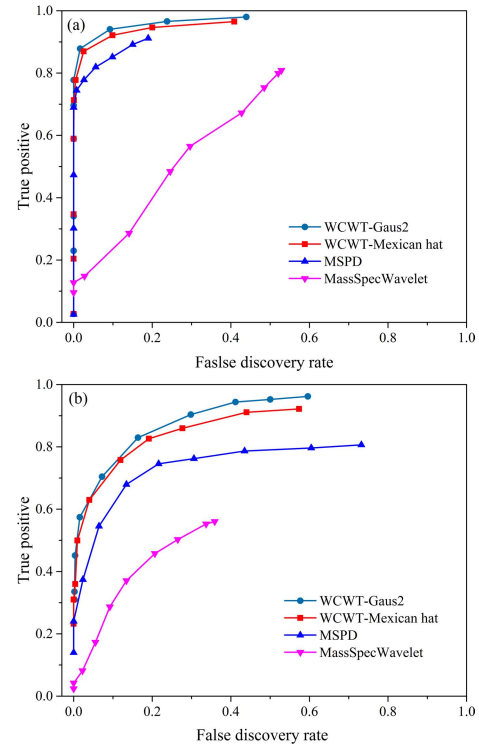 (a)
1.0
0.8
0.6
0.4
0.2
0.0
True positive
WCWT-Gaus2
WCWT-Mexican hat
MSPD
MassSpecWavelet
0.0 0.2 0.4 0.6 0.8 1.0
Faslse discovery rate
(b)
1.0
0.8
0.6
0.4
0.2
0.0
True positive
WCWT-Gaus2
WCWT-Mexican hat
MSPD
MassSpecWavelet
0.0 0.2 0.4 0.6 0.8 1.0
False discovery rate